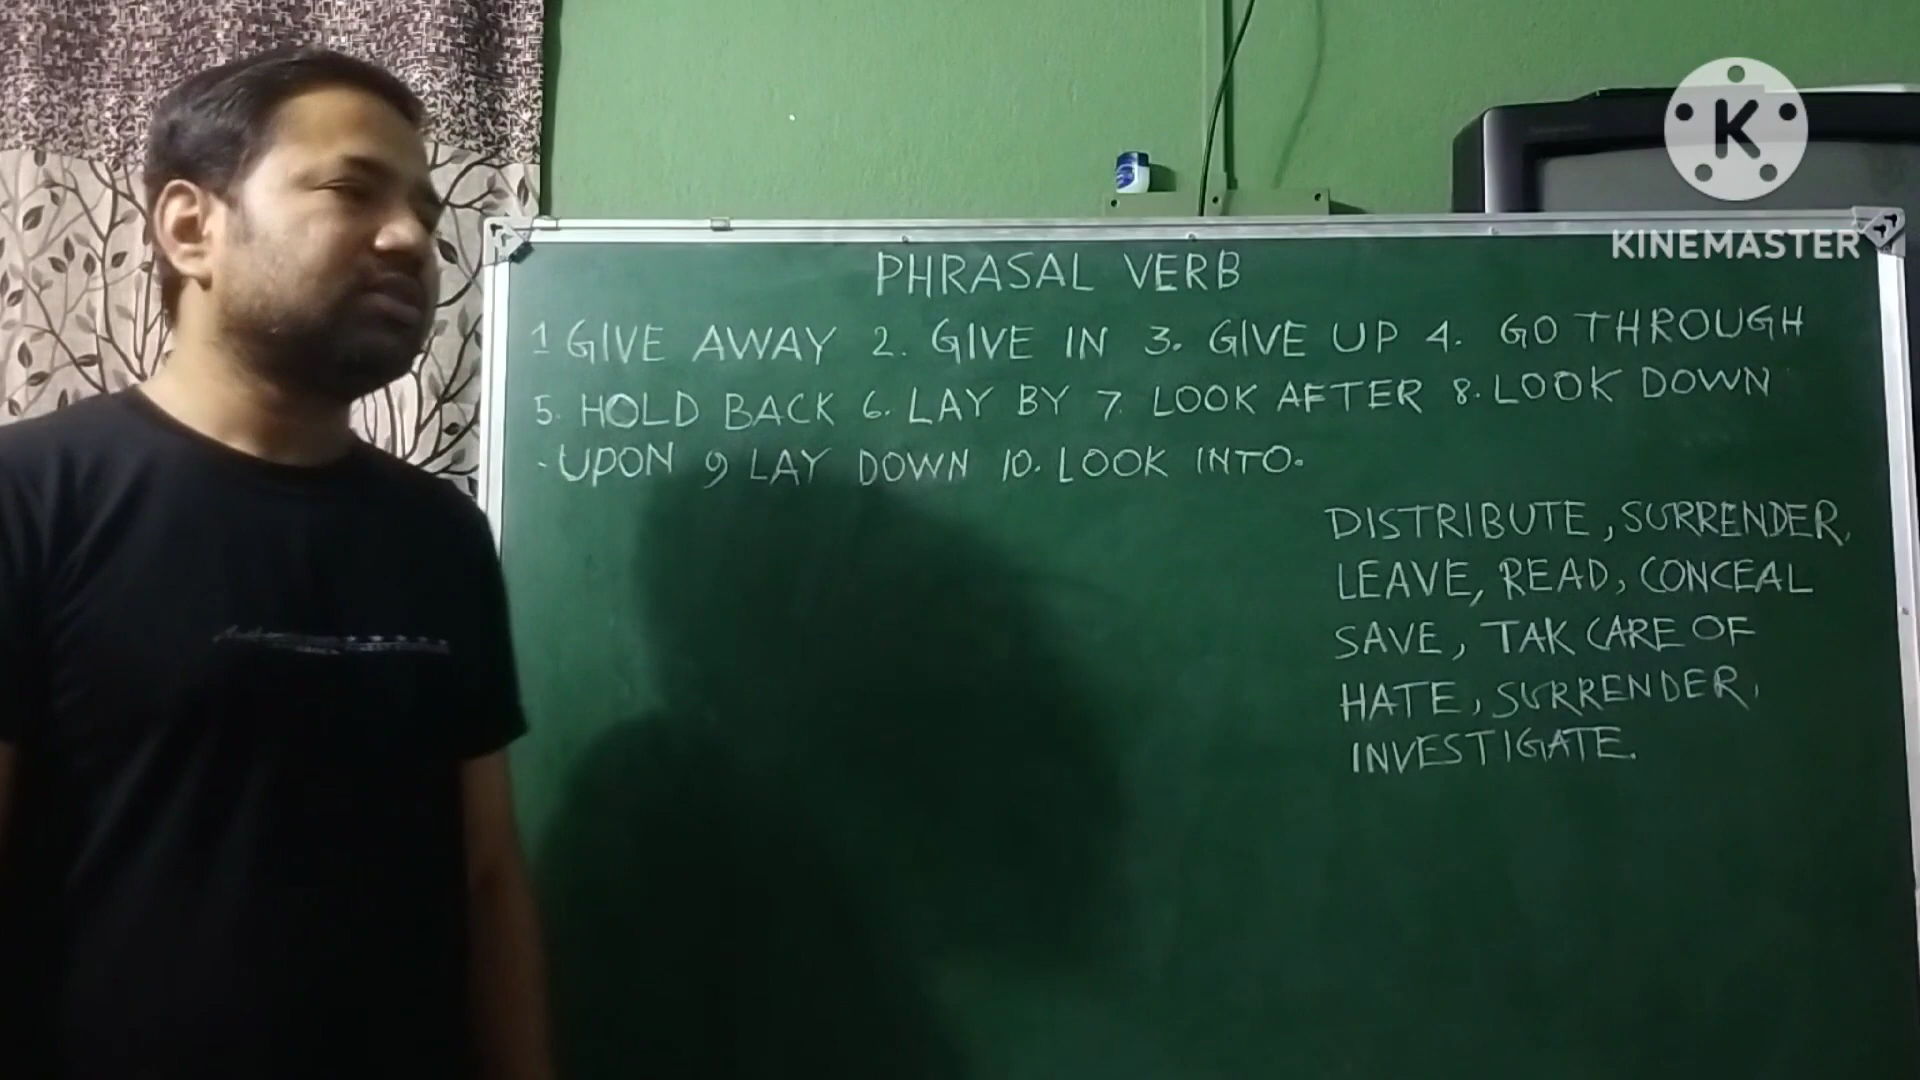 K
KINEMASTER
PHRASAL VERB
1 GIVE AWAY 2. GIVE IN 3. GIVE UP 4. GO THROUGH
5. HOLD BACK 6. LAY BY 7. LOOK AFTER 8. LOOK DOWN
- UPON 9 LAY DOWN 10. LOOK INTO.
DISTRIBUTE, SURRENDER,
LEAVE, READ, CONCEAL
SAVE, TAK CARE OF
HATE, SURRENDER,
INVESTIGATE.